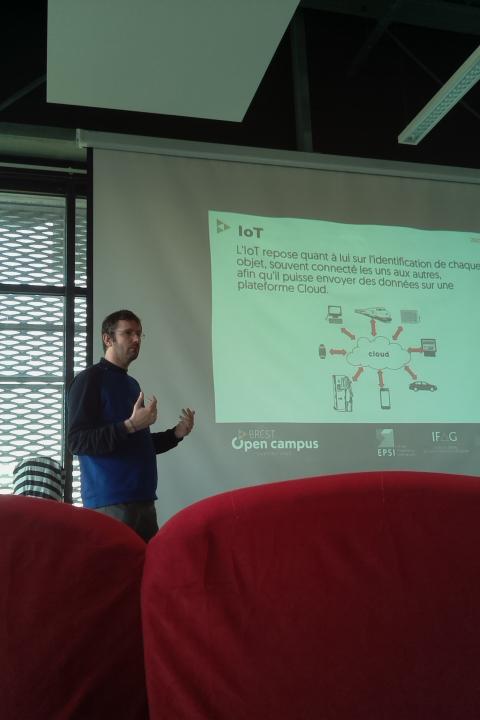 IoT
L'IoT repose quant à lui sur l'identification de chaque
objet, souvent connecté les uns aux autres,
afin qu'il puisse envoyer des données sur une
plateforme Cloud.
cloud
BREST
Open campus
EPSI
IFAG